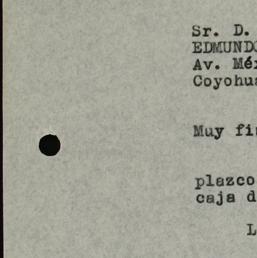 Sr. D.
EDMUNDO
Av. Méx
Coyohua
Muy fi
plazco
caja d
L